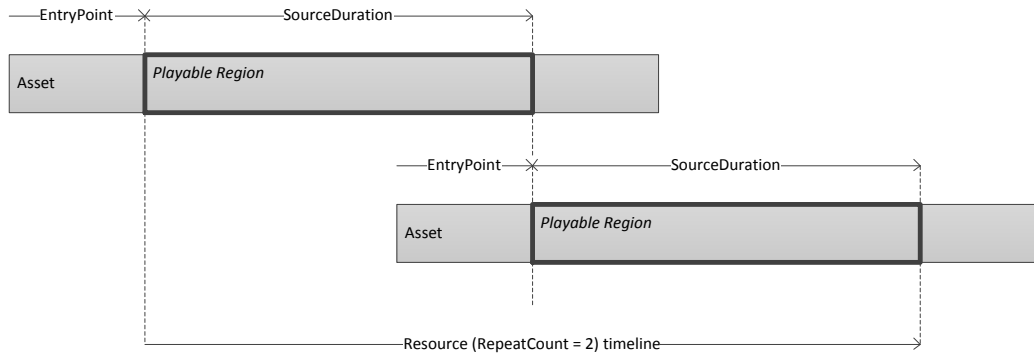 EntryPoint SourceDuration
Playable Region
Asset
EntryPoint SourceDuration
Playable Region
Asset
Resource (RepeatCount = 2) timeline